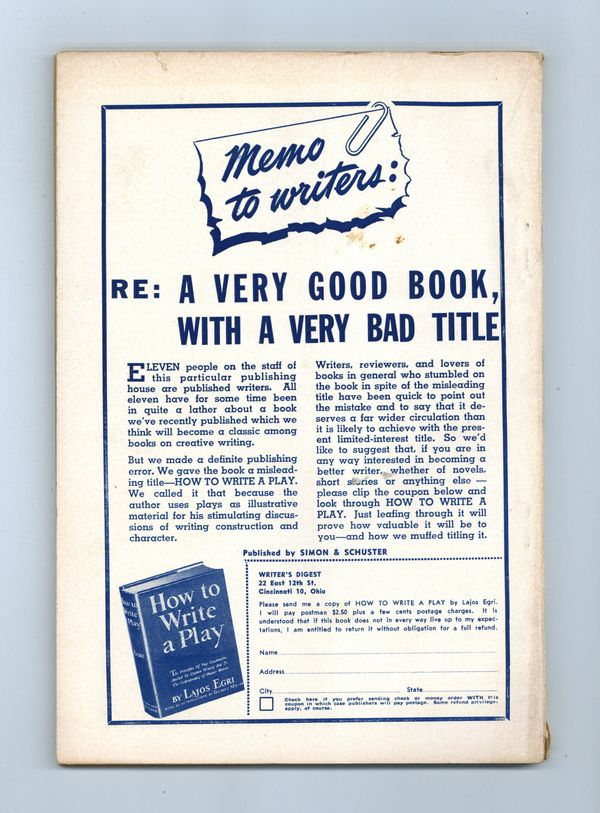 Memo
to writers:
RE: A VERY GOOD BOOK,
WITH A VERY BAD TITLE
ELEVEN people on the staff of
this particular publishing
house are published writers. All
eleven have for some time been
in quite a lather about a book
we've recently published which we
think will become a classic among
books on creative writing.
But we made a definite publishing
error. We gave the book a mislead-
ing title—HOW TO WRITE A PLAY.
We called it that because the
author uses plays as illustrative
material for his stimulating discus-
sions of writing construction and
character.
Writers, reviewers, and lovers of
books in general who stumbled on
the book in spite of the misleading
title have been quick to point out
the mistake and to say that it de-
serves a far wider circulation than
it is likely to achieve with the pres-
ent limited-interest title. So we'd
like to suggest that, if you are in
any way interested in becoming a
better writer, whether of novels,
short stories or anything else —
please clip the coupon below and
look through HOW TO WRITE A
PLAY. Just leafing through it will
prove how valuable it will be to
you—and how we muffed titling it.
Published by SIMON & SCHUSTER
How to
Write
a Play
BY LAJOS EGRI
How to
Write
a Play
EGRI
WRITER'S DIGEST
22 East 12th St.
Cincinnati 10, Ohio
Please send me a copy of HOW TO WRITE A PLAY by Lajos Egri.
I will pay postman $2.50 plus a few cents postage charges. It is
understood that if this book does not in every way live up to my expec-
tations, I am entitled to return it without obligation for a full refund.
Name
Address
City State
Check here if you prefer sending check or money order WITH this
coupon in which case publishers will pay postage. Same refund privilege,
apply, of course.